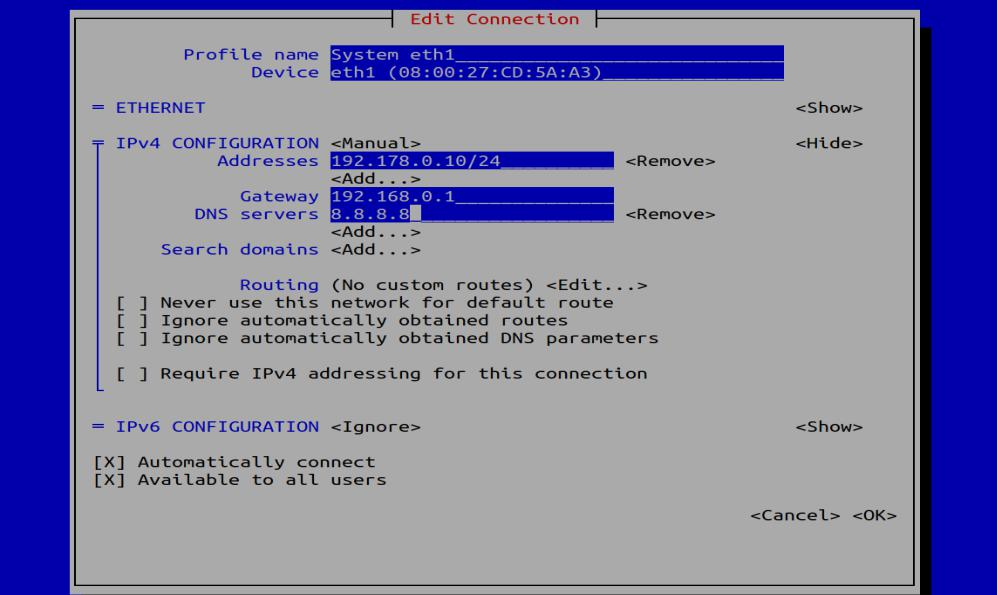 Edit Connection
Profile name System eth1
Device eth1 (08:00:27:CD:5A:A3)
= ETHERNET <Show>
= IPv4 CONFIGURATION <Manual> <Hide>
Addresses 192.178.0.10/24 <Remove>
<Add...>
Gateway 192.168.0.1
DNS servers 8.8.8.8 <Remove>
<Add...>
Search domains <Add...>
Routing (No custom routes) <Edit...>
[ ] Never use this network for default route
[ ] Ignore automatically obtained routes
[ ] Ignore automatically obtained DNS parameters
[ ] Require IPv4 addressing for this connection
= IPv6 CONFIGURATION <Ignore> <Show>
[X] Automatically connect
[X] Available to all users
<Cancel> <OK>